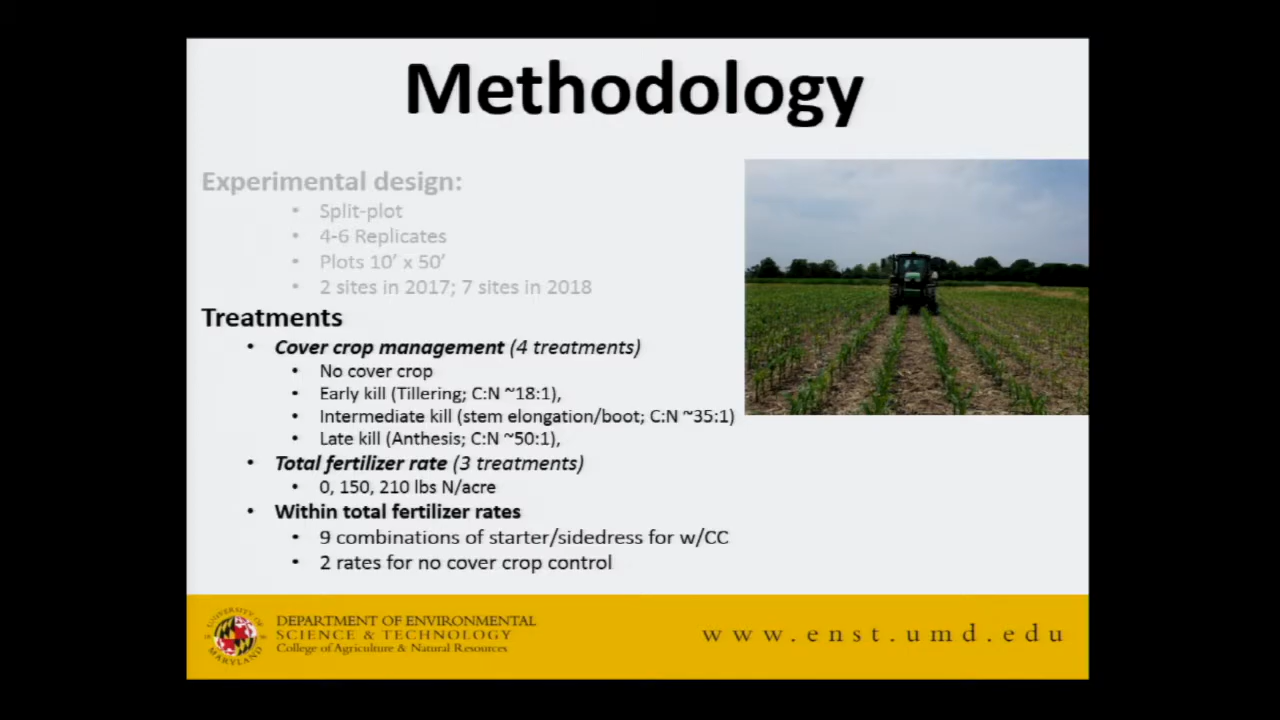 Methodology
Experimental design:
• Split-plot
• 4-6 Replicates
• Plots 10’ x 50’
• 2 sites in 2017; 7 sites in 2018
Treatments
• Cover crop management (4 treatments)
• No cover crop
• Early kill (Tillering; C:N ~18:1),
• Intermediate kill (stem elongation/boot; C:N ~35:1)
• Late kill (Anthesis; C:N ~50:1),
• Total fertilizer rate (3 treatments)
• 0, 150, 210 lbs N/acre
• Within total fertilizer rates
• 9 combinations of starter/sidedress for w/CC
• 2 rates for no cover crop control
UNIVERSITY OF
MARYLAND
DEPARTMENT OF ENVIRONMENTAL
SCIENCE & TECHNOLOGY
College of Agriculture & Natural Resources
www.enst.umd.edu